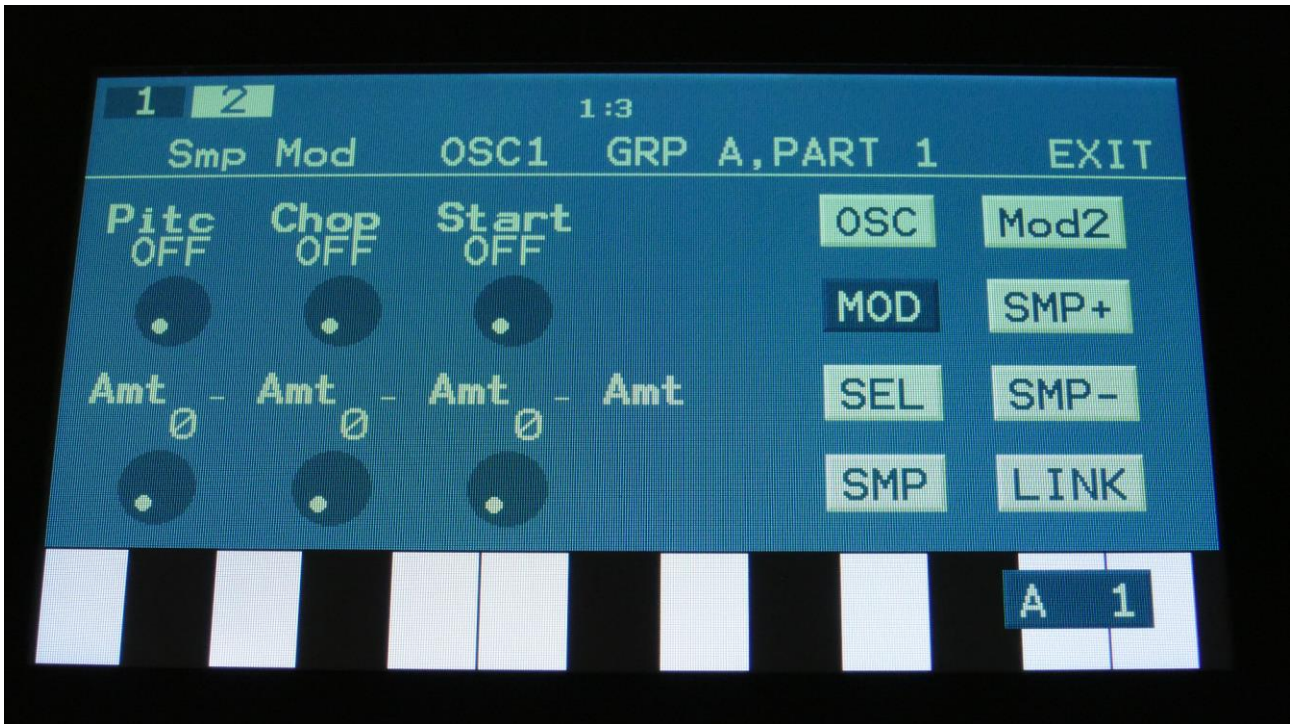 1 2 1:3
Smp Mod OSC1 GRP A,PART 1 EXIT
Pitc Chop Start OSC Mod2
OFF OFF OFF
MOD SMP+
Amt - Amt - Amt - Amt SEL SMP-
0 0 0
SMP LINK
A 1